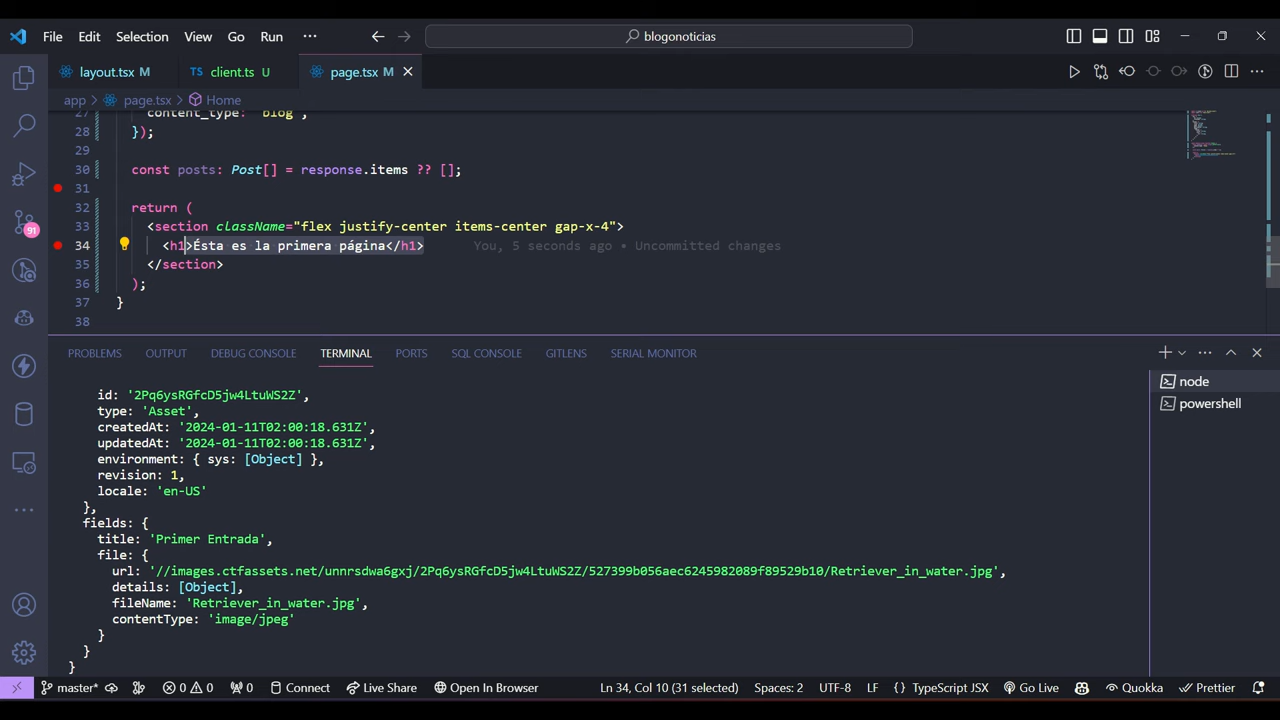 File Edit Selection View Go Run ··· blogonoticias
layout.tsx M TS client.ts U page.tsx M
app > page.tsx > Home
27 content_type: "blog",
28 });
29
30 const posts: Post[] = response.items ?? [];
31
32 return (
33 <section className="flex justify-center items-center gap-x-4">
34 <h1>Ésta es la primera página</h1> You, 5 seconds ago • Uncommitted changes
35 </section>
36 );
37 }
38
91
PROBLEMS OUTPUT DEBUG CONSOLE TERMINAL PORTS SQL CONSOLE GITLENS SERIAL MONITOR
node
powershell
id: '2Pq6ysRGfcD5jw4LtuWS2Z',
type: 'Asset',
createdAt: '2024-01-11T02:00:18.631Z',
updatedAt: '2024-01-11T02:00:18.631Z',
environment: { sys: [Object] },
revision: 1,
locale: 'en-US'
},
fields: {
title: 'Primer Entrada',
file: {
url: '//images.ctfassets.net/unnrsdwa6gxj/2Pq6ysRGfcD5jw4LtuWS2Z/527399b056aec6245982089f89529b10/Retriever_in_water.jpg',
details: [Object],
fileName: 'Retriever_in_water.jpg',
contentType: 'image/jpeg'
}
}
}
master* 0 0 0 Connect Live Share Open In Browser Ln 34, Col 10 (31 selected) Spaces: 2 UTF-8 LF {} TypeScript JSX Go Live Quokka Prettier